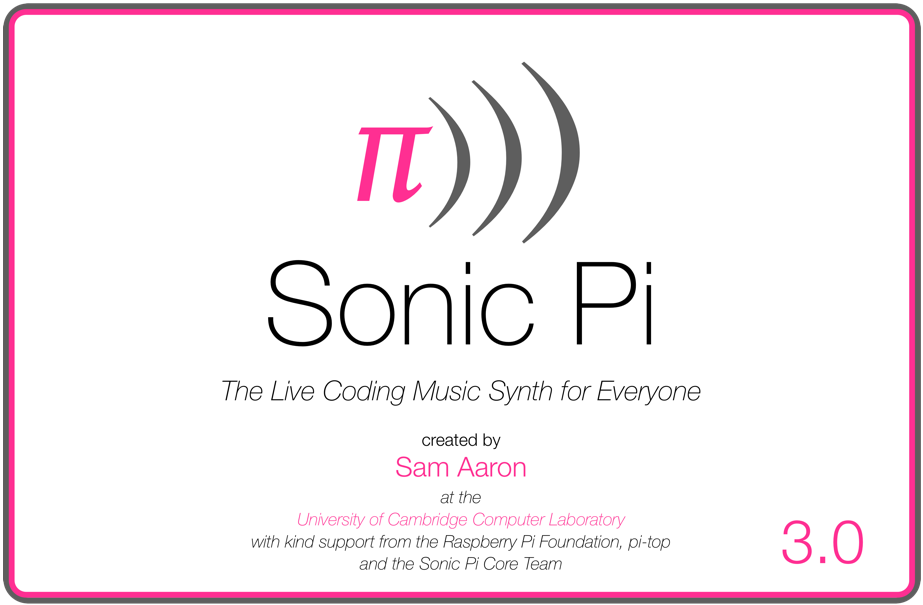 π
Sonic Pi
The Live Coding Music Synth for Everyone
created by
Sam Aaron
at the
University of Cambridge Computer Laboratory
with kind support from the Raspberry Pi Foundation, pi-top
and the Sonic Pi Core Team
3.0